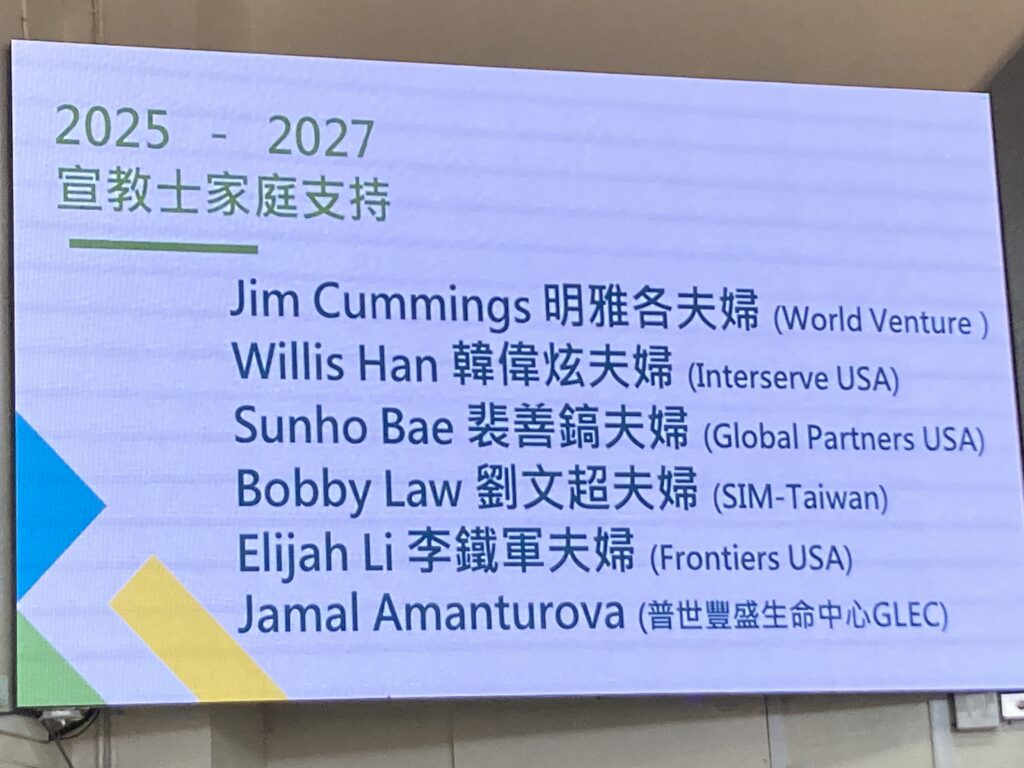 2025 - 2027
宣教士家庭支持
Jim Cummings 明雅各夫婦 (World Venture )
Willis Han 韓偉炫夫婦 (Interserve USA)
Sunho Bae 裴善鎬夫婦 (Global Partners USA)
Bobby Law 劉文超夫婦 (SIM-Taiwan)
Elijah Li 李鐵軍夫婦 (Frontiers USA)
Jamal Amanturova (普世豐盛生命中心GLEC)